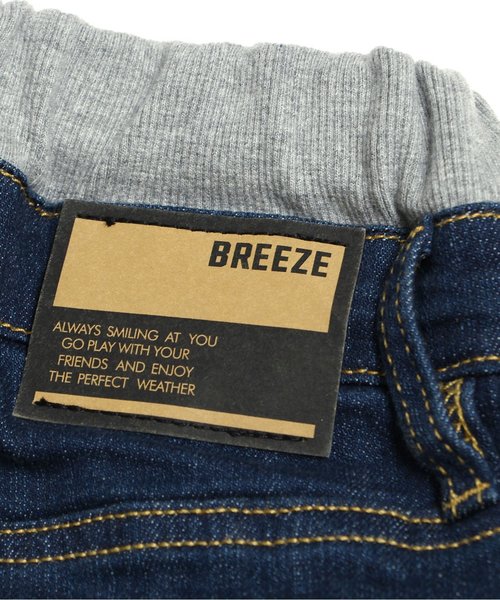 BREEZE
ALWAYS SMILING AT YOU
GO PLAY WITH YOUR
FRIENDS AND ENJOY
THE PERFECT WEATHER